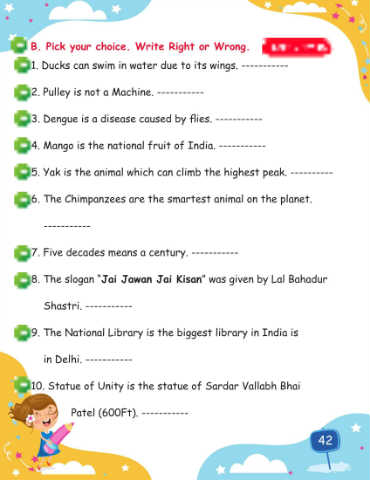 B. Pick your choice. Write Right or Wrong.
1. Ducks can swim in water due to its wings. -----------
2. Pulley is not a Machine. -----------
3. Dengue is a disease caused by flies. -----------
4. Mango is the national fruit of India. -----------
5. Yak is the animal which can climb the highest peak. ----------
6. The Chimpanzees are the smartest animal on the planet.
-----------
7. Five decades means a century. -----------
8. The slogan "Jai Jawan Jai Kisan" was given by Lal Bahadur
Shastri. -----------
9. The National Library is the biggest library in India is
in Delhi. -----------
10. Statue of Unity is the statue of Sardar Vallabh Bhai
Patel (600Ft). -----------
42